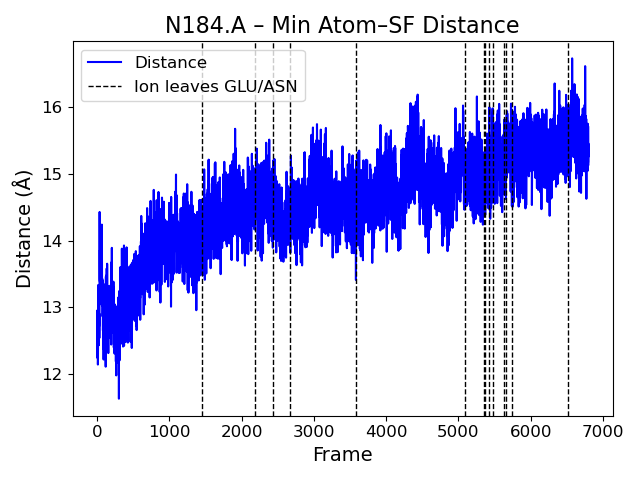 N184.A – Min Atom–SF Distance
Distance
Ion leaves GLU/ASN
Distance (Å)
16
15
14
13
12
0 1000 2000 3000 4000 5000 6000 7000
Frame